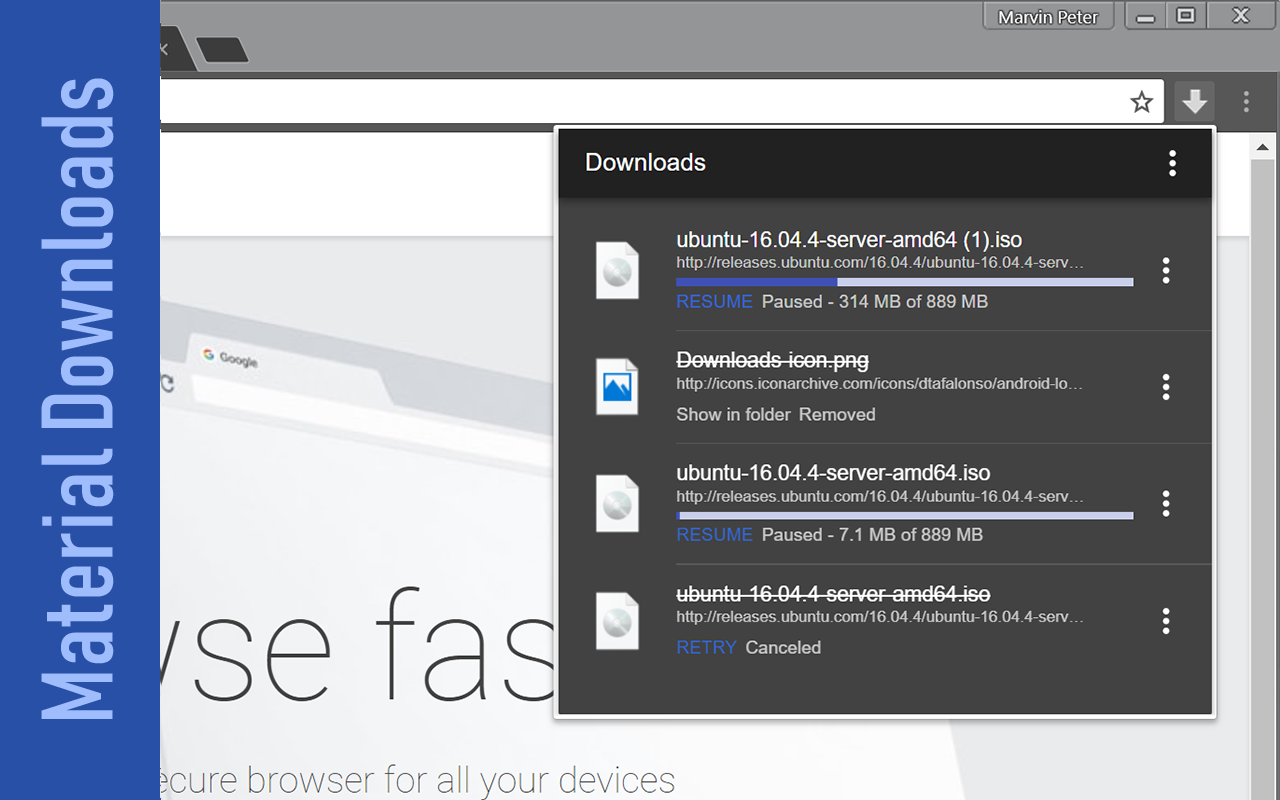 Material Downloads
Marvin Peter
Downloads
ubuntu-16.04.4-server-amd64 (1).iso
http://releases.ubuntu.com/16.04.4/ubuntu-16.04.4-serv…
RESUME Paused - 314 MB of 889 MB
Downloads-icon.png
http://icons.iconarchive.com/icons/dtafalonso/android-lo…
Show in folder Removed
ubuntu-16.04.4-server-amd64.iso
http://releases.ubuntu.com/16.04.4/ubuntu-16.04.4-serv…
RESUME Paused - 7.1 MB of 889 MB
ubuntu-16.04.4-server-amd64.iso
http://releases.ubuntu.com/16.04.4/ubuntu-16.04.4-serv…
RETRY Canceled
Google
wse fas
ecure browser for all your devices